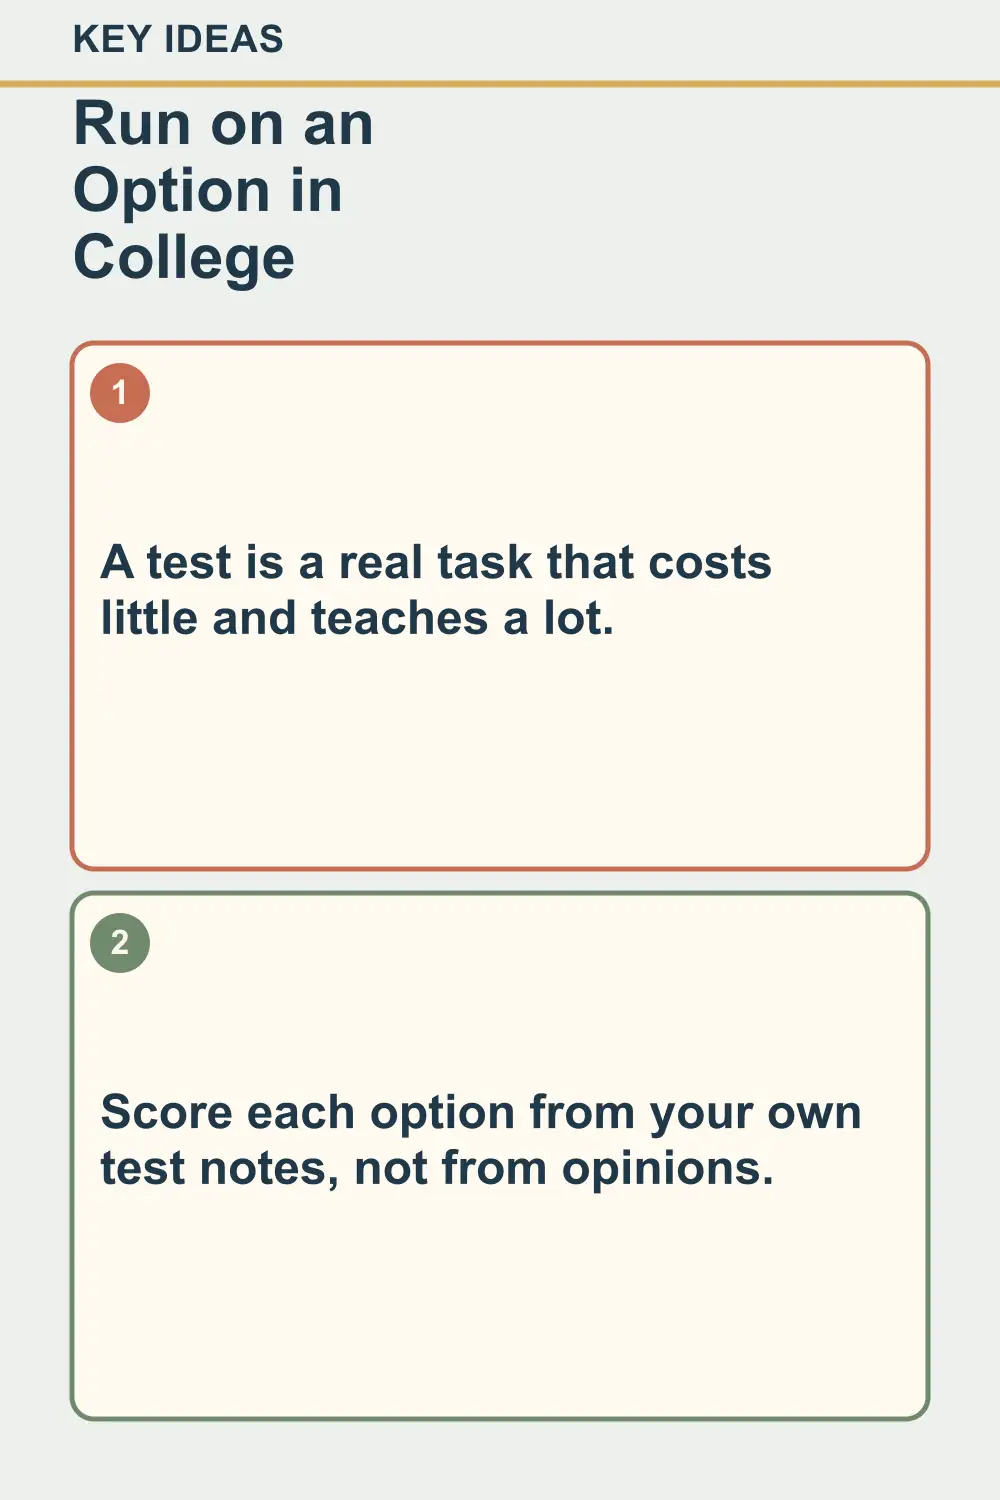 KEY IDEAS
Run on an
Option in
College
1
A test is a real task that costs
little and teaches a lot.
2
Score each option from your own
test notes, not from opinions.